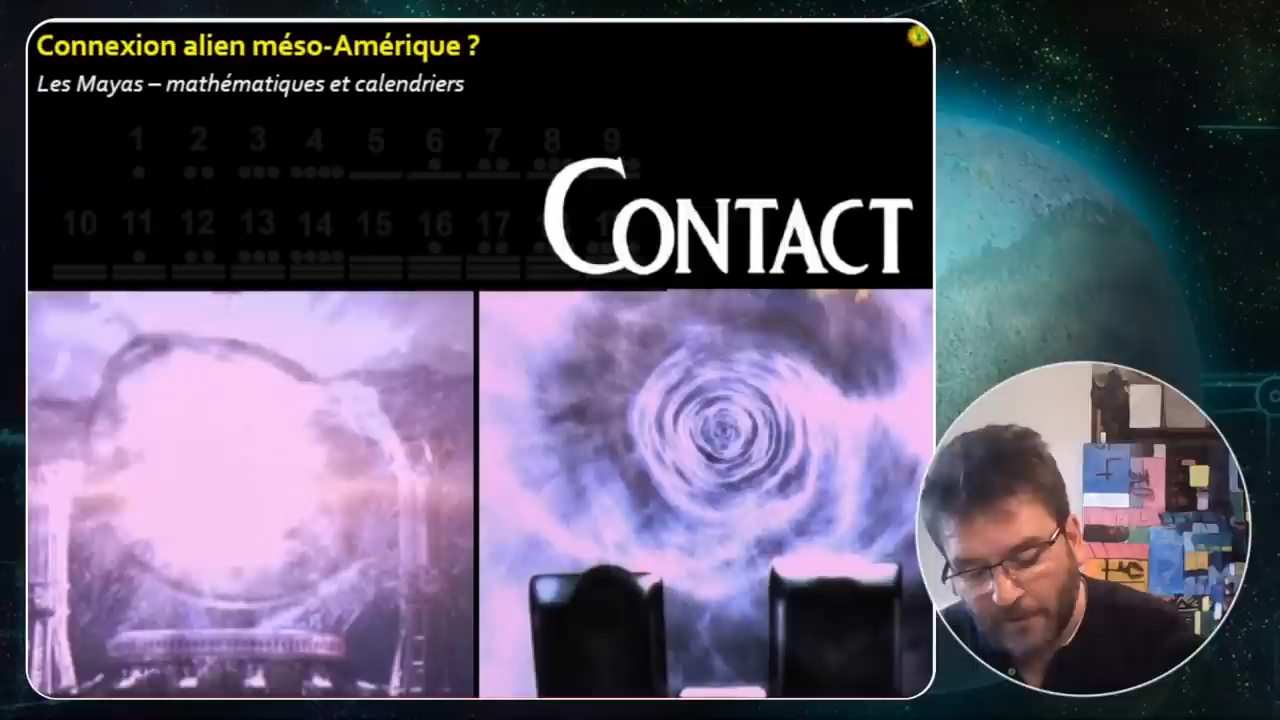 Connexion alien méso-Amérique ?
Les Mayas – mathématiques et calendriers
1 2 3 4 5 6 7 8 9
CONTACT
10 11 12 13 14 15 16 17